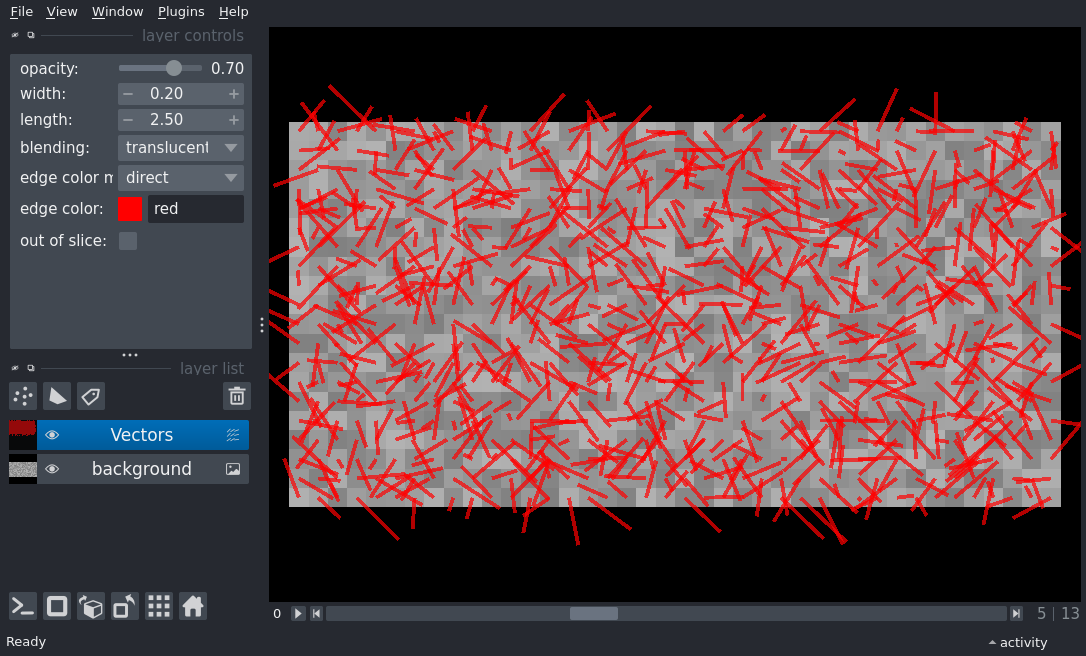 File View Window Plugins Help
layer controls
opacity: 0.70
width: 0.20
length: 2.50
blending: translucent
edge color m direct
edge color: red
out of slice:
layer list
Vectors
background
0 5 | 13
Ready activity